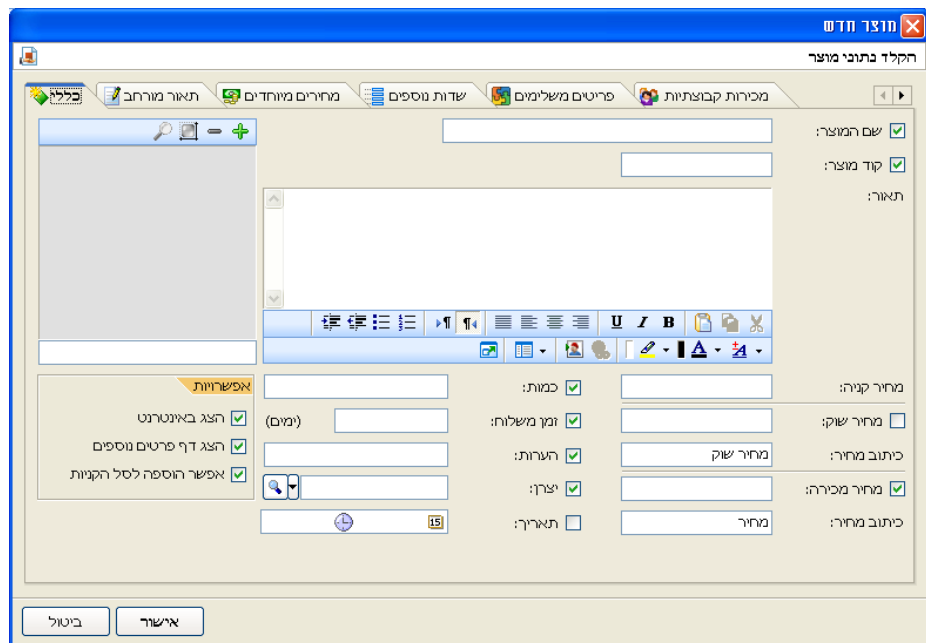 מוצר חדש
הקלד נתוני מוצר
כללי
תאור מורחב
מחירים מיוחדים
שדות נוספים
פריטים משלימים
מכירות קבוצתיות
שם המוצר:
קוד מוצר:
תאור:
U I B
A A
מחיר קניה:
מחיר שוק:
כיתוב מחיר: מחיר שוק
מחיר מכירה:
כיתוב מחיר: מחיר
כמות:
זמן משלוח: (ימים)
הערות:
יצרן:
תאריך: 15
אפשרויות
הצג באינטרנט
הצג דף פרטים נוספים
אפשר הוספה לסל הקניות
אישור
ביטול